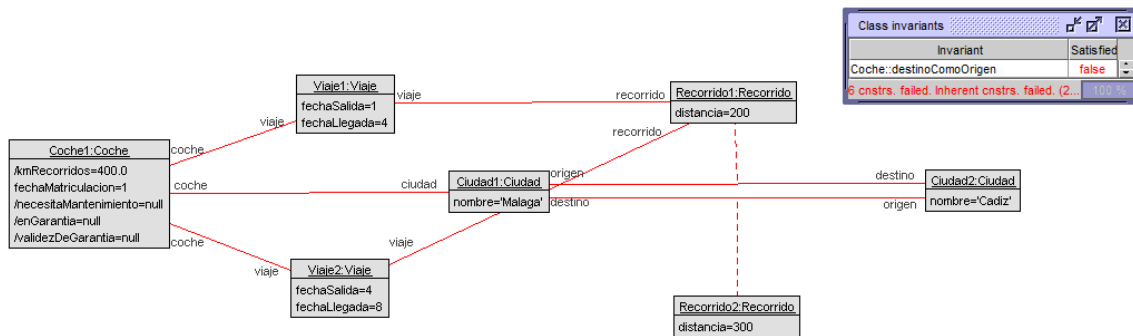 Class invariants
Invariant Satisfied
Coche::destinoComoOrigen false
6 cnstrs. failed. Inherent cnstrs. failed. (2... 100 %
Viaje1:Viaje
fechaSalida=1
fechaLlegada=4
viaje
recorrido
Recorrido1:Recorrido
distancia=200
recorrido
viaje
coche
Coche1:Coche
/kmRecorridos=400.0
fechaMatriculacion=1
/necesitaMantenimiento=null
/enGarantia=null
/validezDeGarantia=null
coche
ciudad
Ciudad1:Ciudad
nombre='Malaga'
origen
destino
destino
origen
Ciudad2:Ciudad
nombre='Cadiz'
coche
viaje
viaje
Viaje2:Viaje
fechaSalida=4
fechaLlegada=8
Recorrido2:Recorrido
distancia=300